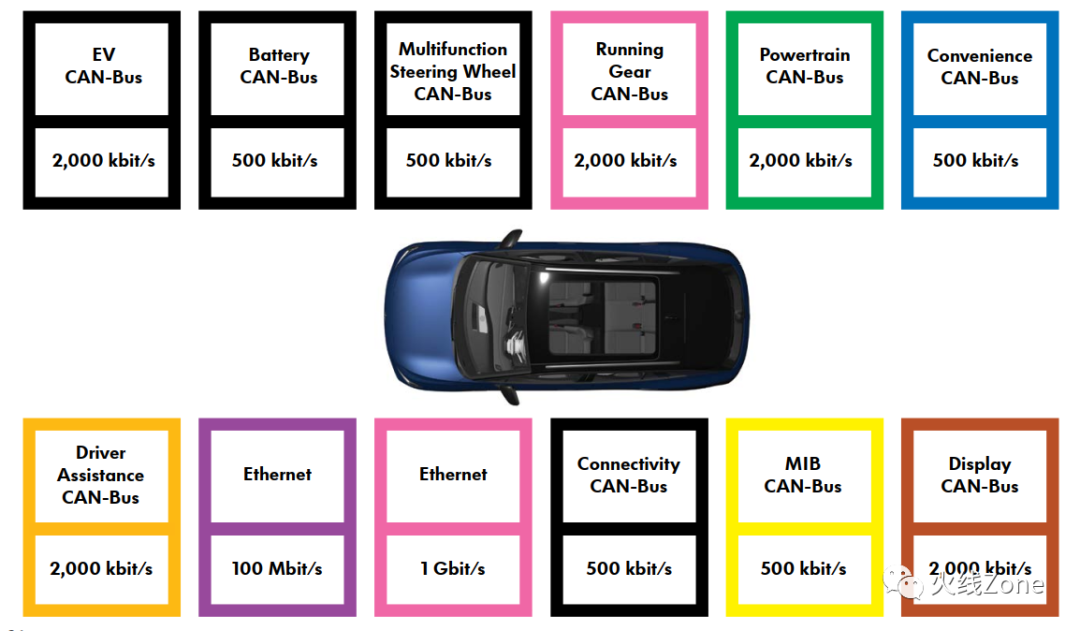 EV
CAN-Bus
2,000 kbit/s
Battery
CAN-Bus
500 kbit/s
Multifunction
Steering Wheel
CAN-Bus
500 kbit/s
Running
Gear
CAN-Bus
2,000 kbit/s
Powertrain
CAN-Bus
2,000 kbit/s
Convenience
CAN-Bus
500 kbit/s
Driver
Assistance
CAN-Bus
2,000 kbit/s
Ethernet
100 Mbit/s
Ethernet
1 Gbit/s
Connectivity
CAN-Bus
500 kbit/s
MIB
CAN-Bus
500 kbit/s
Display
CAN-Bus
2,000 kbit/s
火线Zone